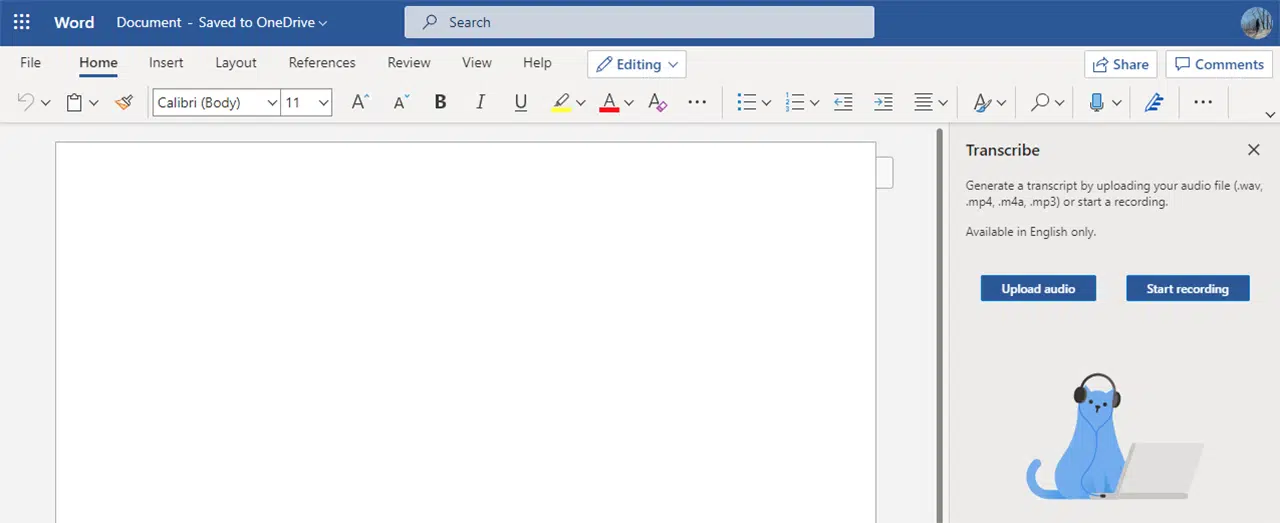 Word Document - Saved to OneDrive Search
File Home Insert Layout References Review View Help Editing Share Comments
Calibri (Body) 11 A A B I U A A
Transcribe
Generate a transcript by uploading your audio file (.wav,
.mp4, .m4a, .mp3) or start a recording.
Available in English only.
Upload audio Start recording